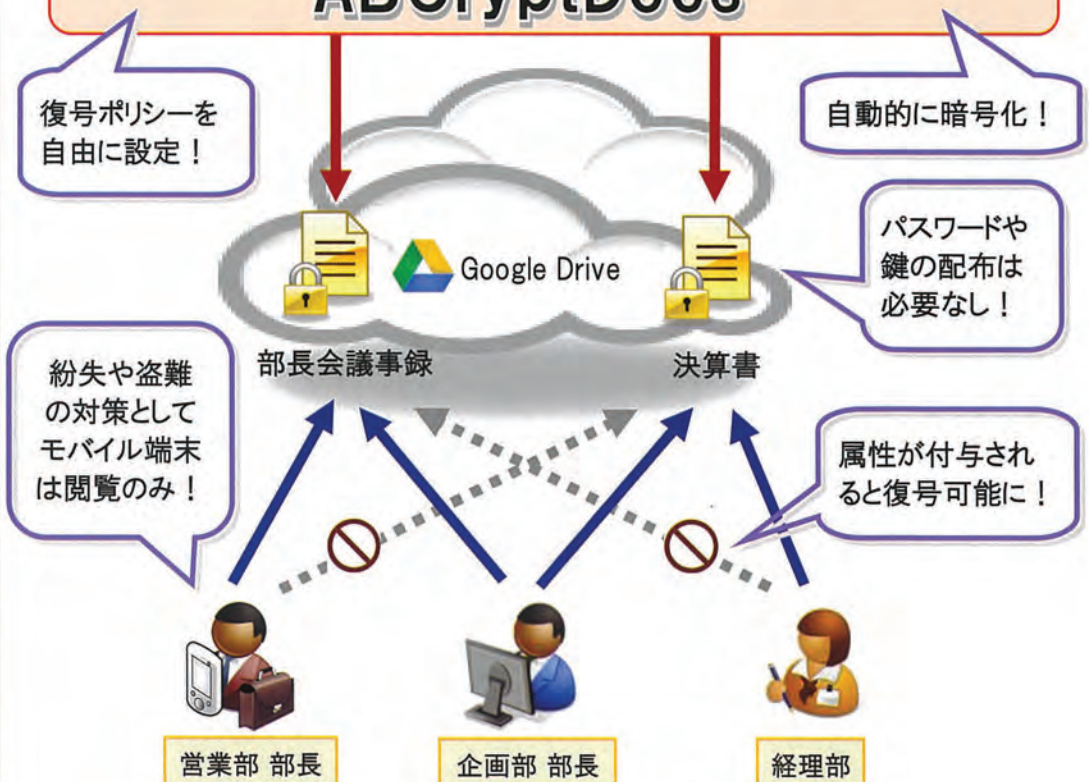 ABCryptDocs
復号ポリシーを
自由に設定！
自動的に暗号化！
パスワードや
鍵の配布は
必要なし！
Google Drive
部長会議事録
決算書
紛失や盗難
の対策として
モバイル端末
は閲覧のみ！
属性が付与され
ると復号可能に！
営業部 部長
企画部 部長
経理部